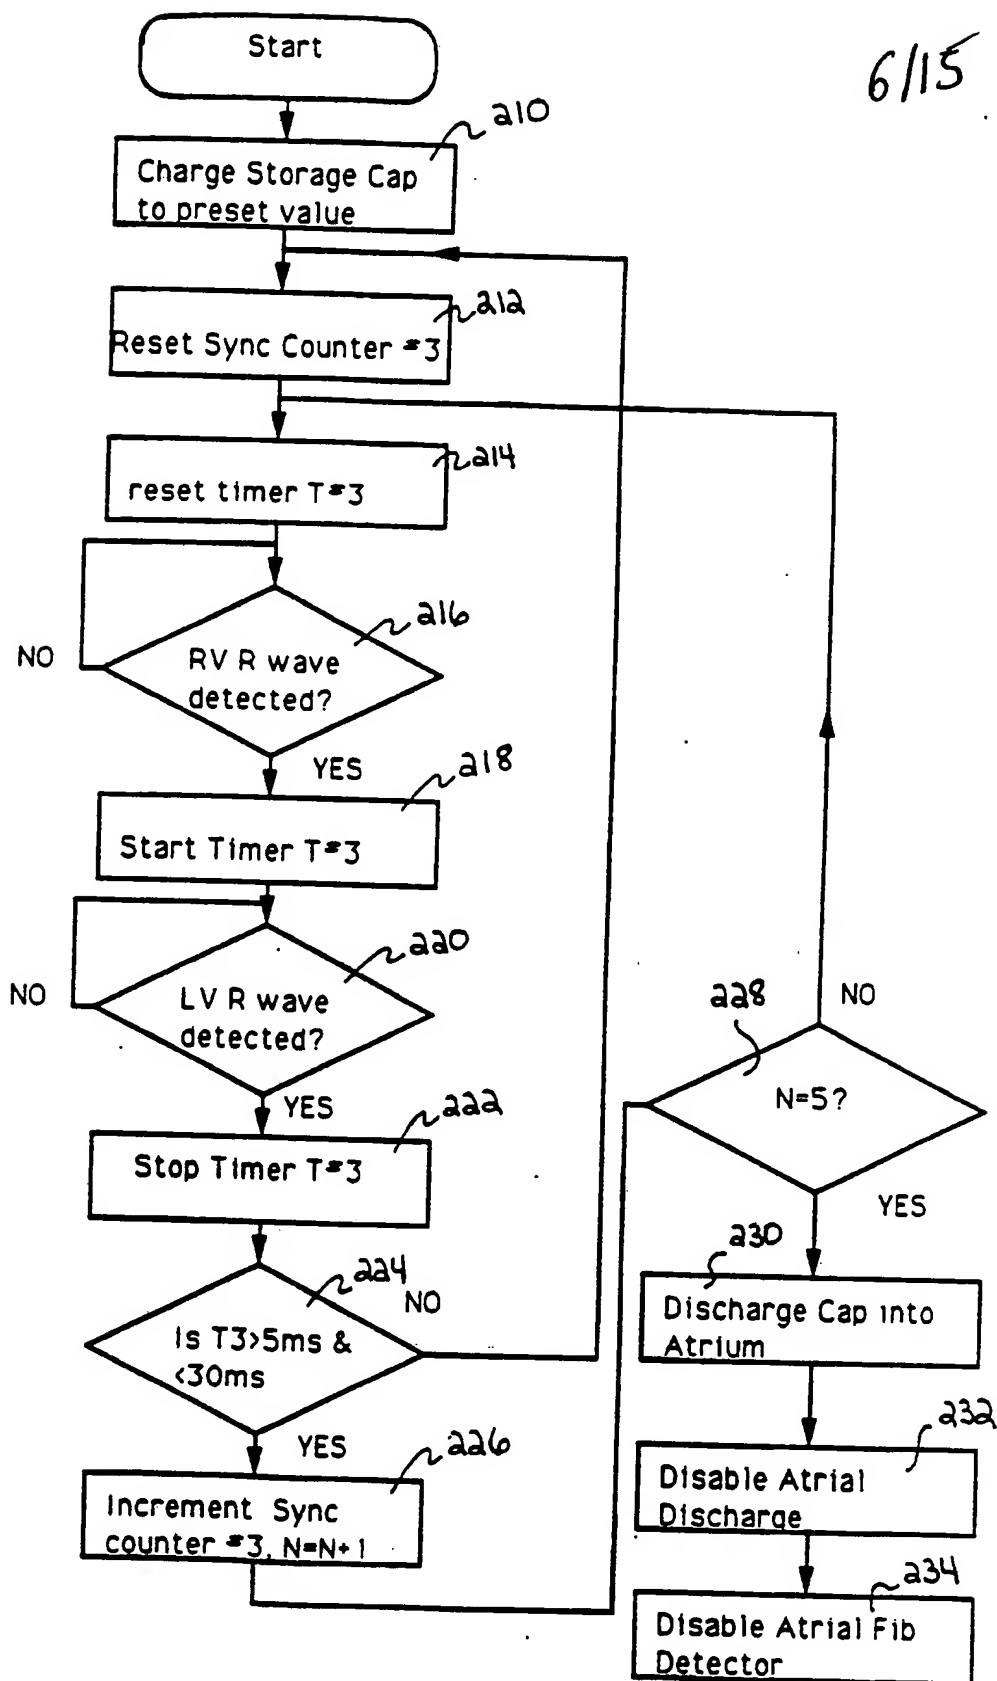 6/15
Start
210
Charge Storage Cap
to preset value
212
Reset Sync Counter #3
214
reset timer T#3
216
RV R wave
detected?
NO
YES
218
Start Timer T#3
220
LV R wave
detected?
NO
YES
222
Stop Timer T#3
224
NO
Is T3>5ms &
<30ms
YES
226
Increment Sync
counter #3, N=N+1
228
NO
N=5?
YES
230
Discharge Cap into
Atrium
232
Disable Atrial
Discharge
234
Disable Atrial Fib
Detector